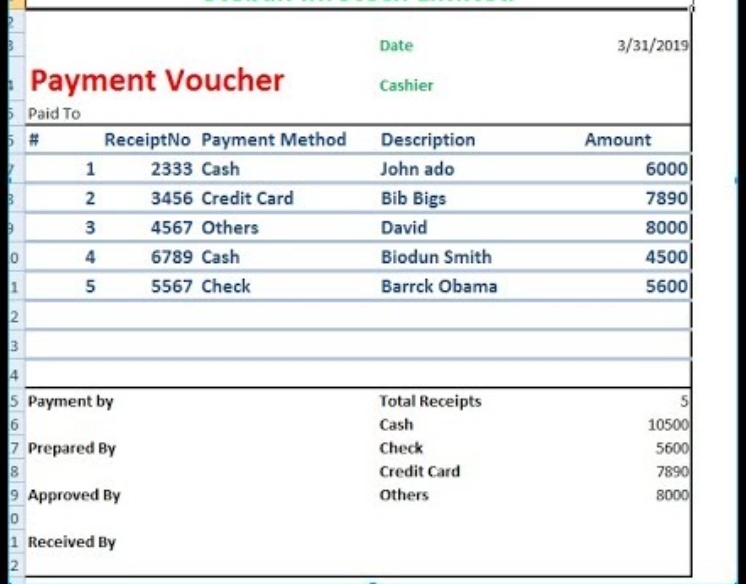 Date 3/31/2019
Payment Voucher Cashier
Paid To
# ReceiptNo Payment Method Description Amount
1 2333 Cash John ado 6000
2 3456 Credit Card Bib Bigs 7890
3 4567 Others David 8000
4 6789 Cash Biodun Smith 4500
5 5567 Check Barrck Obama 5600
Payment by Total Receipts 5
Cash 10500
Prepared By Check 5600
Credit Card 7890
Approved By Others 8000
Received By